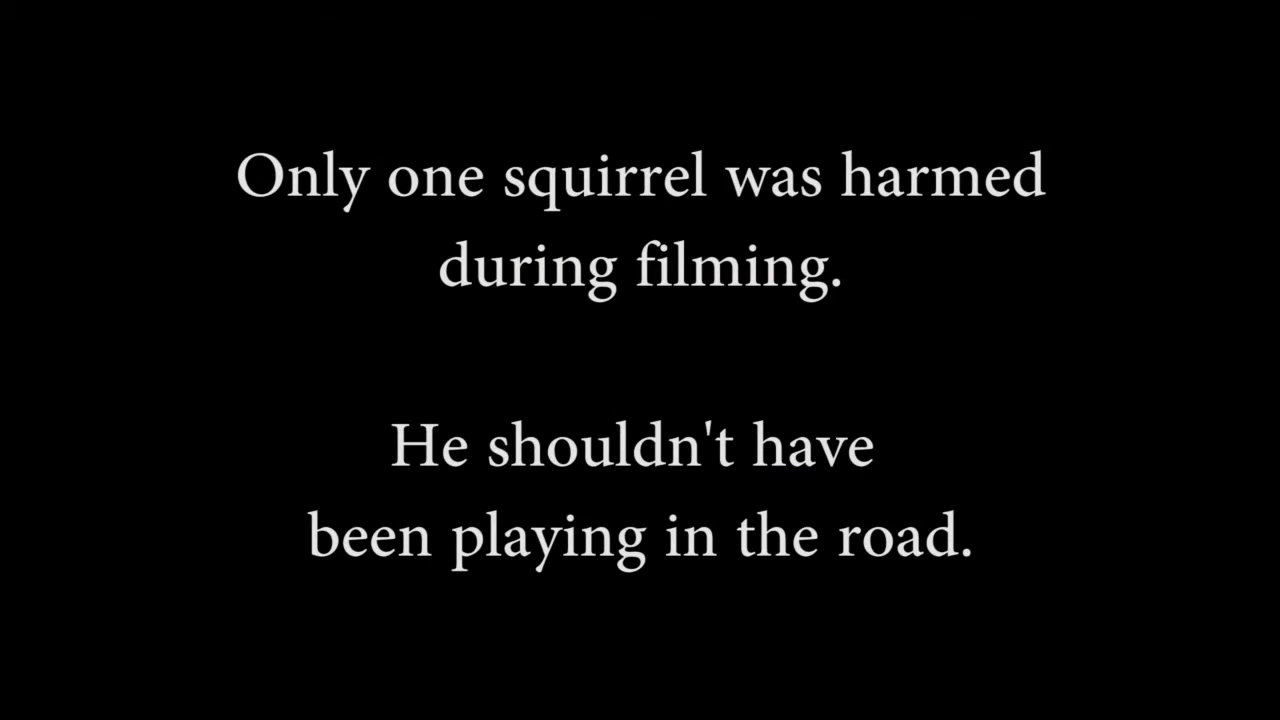 Only one squirrel was harmed
during filming.
He shouldn't have
been playing in the road.